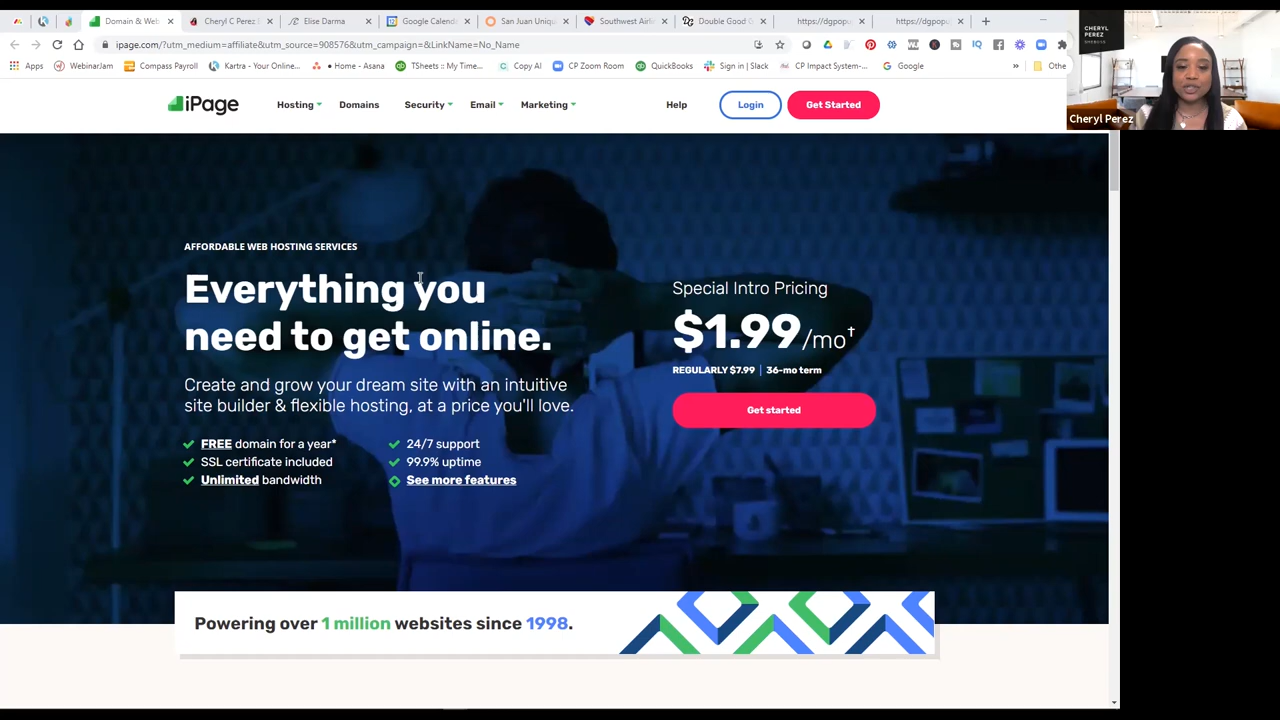 Domain & Web
Cheryl C Perez
Elise Darma
Google Calend
San Juan Uniqu
Southwest Airli
Double Good
https://dgpopu
https://dgpopu
ipage.com/?utm_medium=affiliate&utm_source=908576&utm_campaign=&LinkName=No_Name
Apps
WebinarJam
Compass Payroll
Kartra - Your Online...
• Home - Asana
TSheets :: My Time...
Copy AI
CP Zoom Room
QuickBooks
Sign in | Slack
CP Impact System-...
Google
»
Othe
CHERYL
PEREZ
Cheryl Perez
iPage
Hosting
Domains
Security
Email
Marketing
Help
Login
Get Started
AFFORDABLE WEB HOSTING SERVICES
Everything you
need to get online.
Create and grow your dream site with an intuitive
site builder & flexible hosting, at a price you'll love.
FREE domain for a year*
SSL certificate included
Unlimited bandwidth
24/7 support
99.9% uptime
See more features
Special Intro Pricing
$1.99/mo†
REGULARLY $7.99 | 36-mo term
Get started
Powering over 1 million websites since 1998.